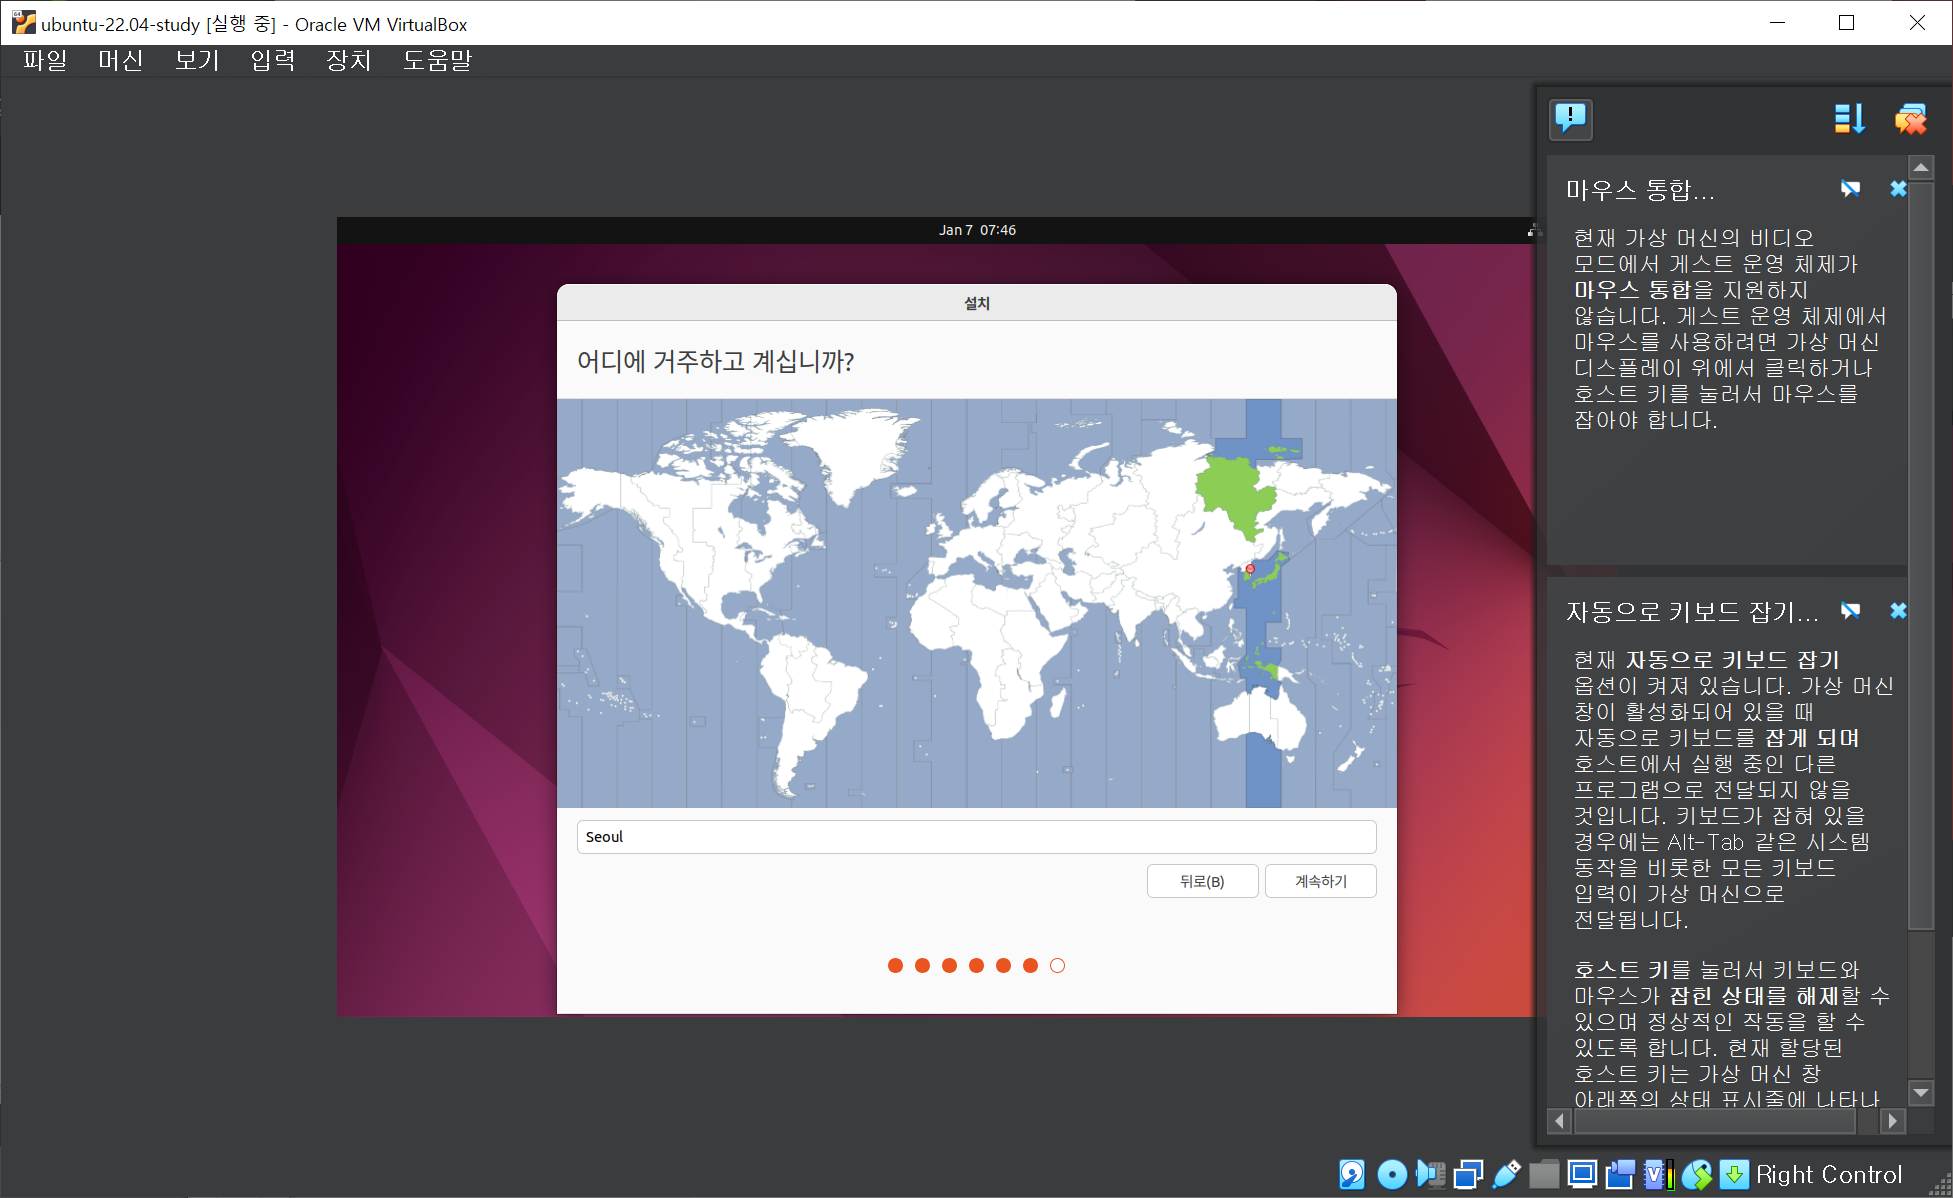 ubuntu-22.04-study [실행 중] - Oracle VM VirtualBox
파일 머신 보기 입력 장치 도움말
Jan 7 07:46
설치
어디에 거주하고 계십니까?
Seoul
뒤로(B) 계속하기
마우스 통합...
현재 가상 머신의 비디오
모드에서 게스트 운영 체제가
마우스 통합을 지원하지
않습니다. 게스트 운영 체제에서
마우스를 사용하려면 가상 머신
디스플레이 위에서 클릭하거나
호스트 키를 눌러서 마우스를
잡아야 합니다.
자동으로 키보드 잡기...
현재 자동으로 키보드 잡기
옵션이 켜져 있습니다. 가상 머신
창이 활성화되어 있을 때
자동으로 키보드를 잡게 되며
호스트에서 실행 중인 다른
프로그램으로 전달되지 않을
것입니다. 키보드가 잡혀 있을
경우에는 Alt-Tab 같은 시스템
동작을 비롯한 모든 키보드
입력이 가상 머신으로
전달됩니다.
호스트 키를 눌러서 키보드와
마우스가 잡힌 상태를 해제할 수
있으며 정상적인 작동을 할 수
있도록 합니다. 현재 할당된
호스트 키는 가상 머신 창
아래쪽의 상태 표시줄에 나타나
Right Control